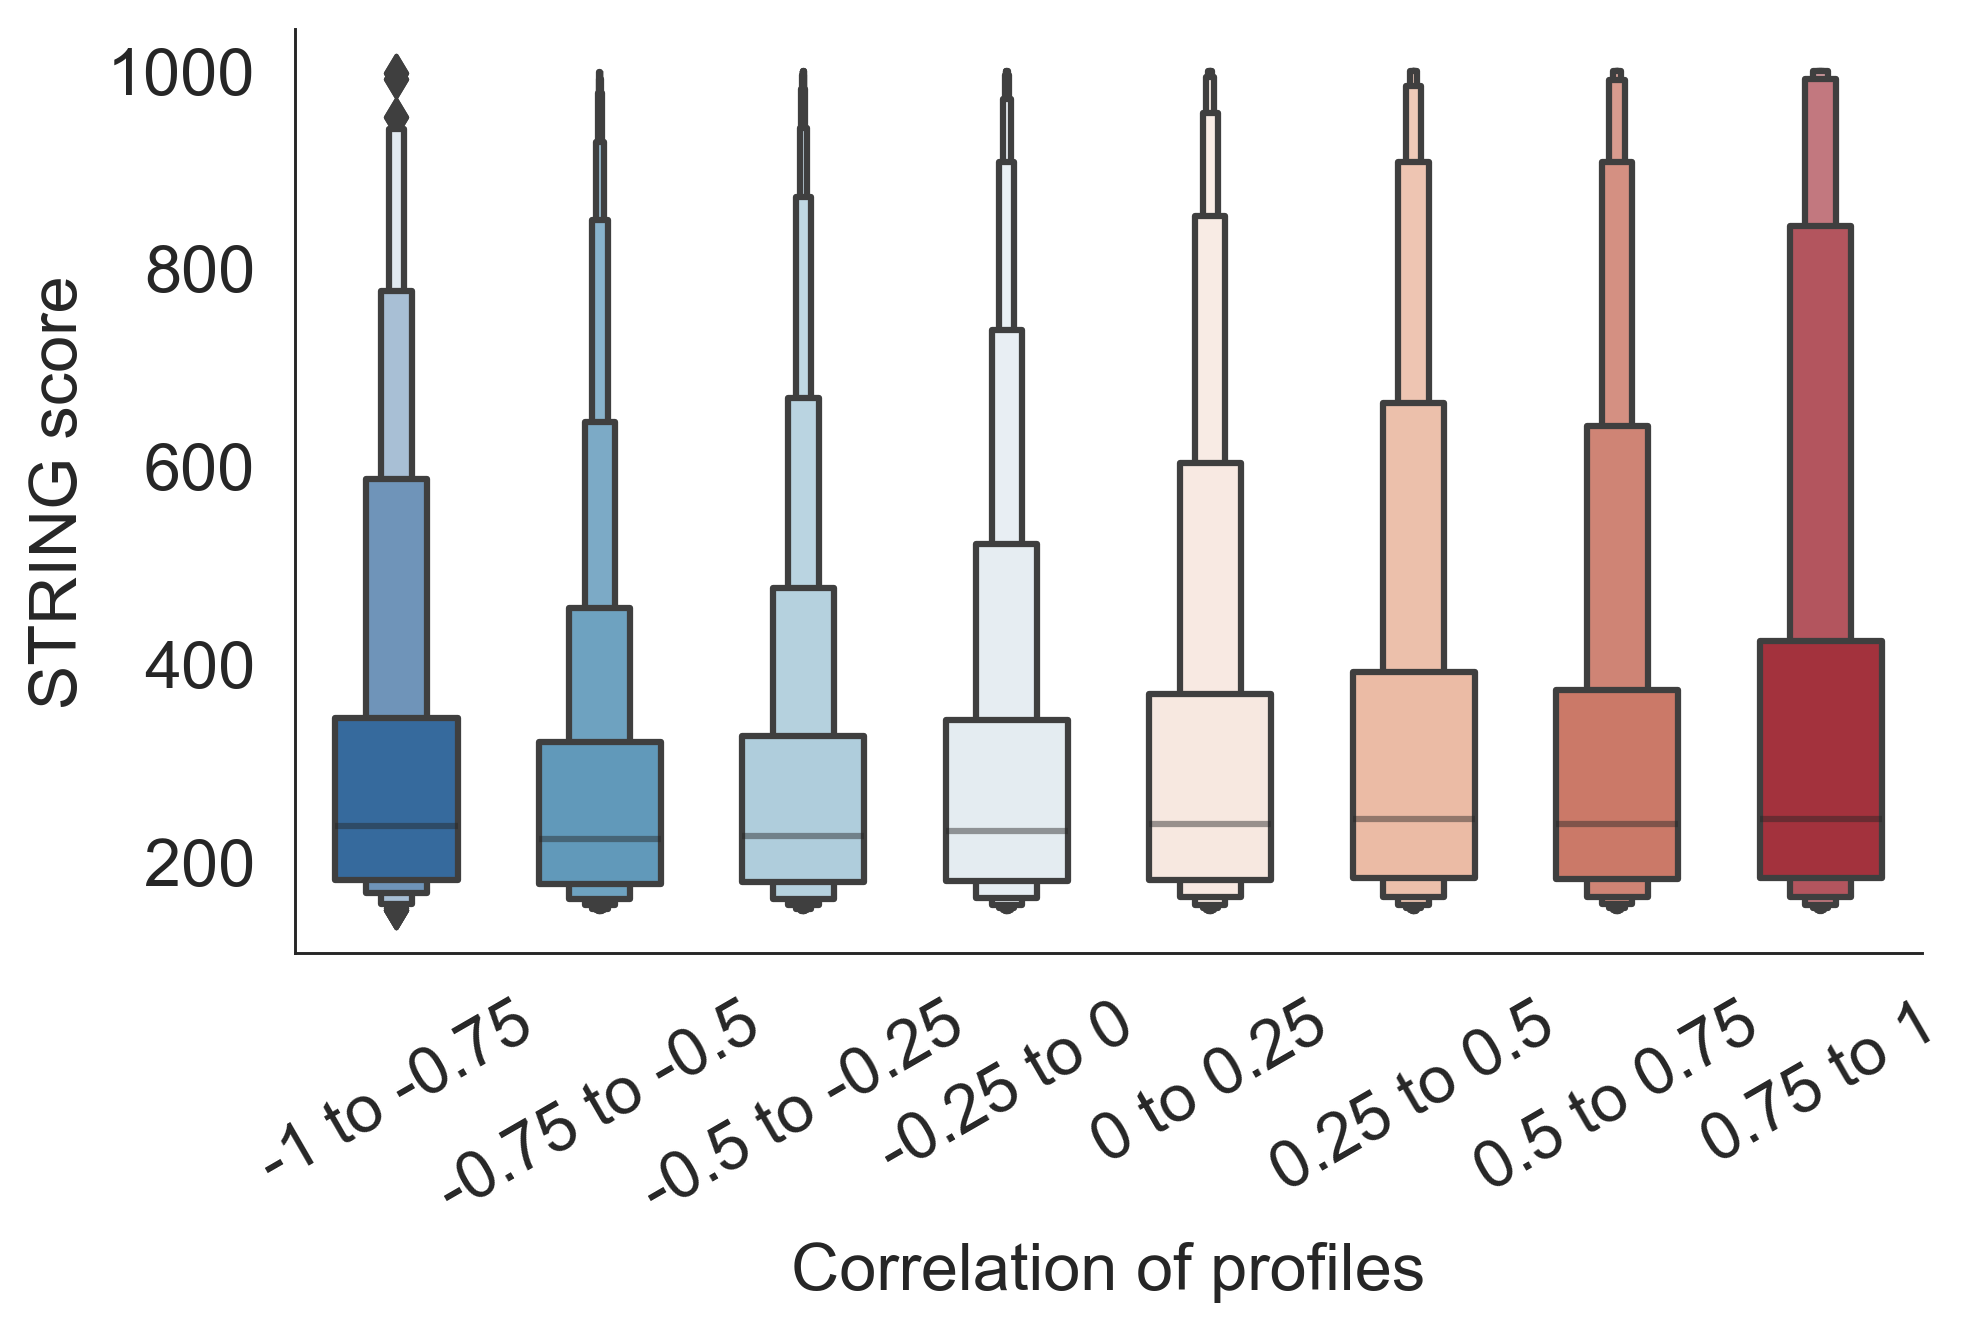 1000
800
600
400
200
STRING score
-1 to -0.75
-0.75 to -0.5
-0.5 to -0.25
-0.25 to 0
0 to 0.25
0.25 to 0.5
0.5 to 0.75
0.75 to 1
Correlation of profiles